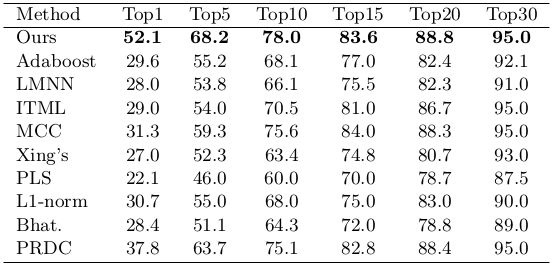 Method Top1 Top5 Top10 Top15 Top20 Top30
Ours 52.1 68.2 78.0 83.6 88.8 95.0
Adaboost 29.6 55.2 68.1 77.0 82.4 92.1
LMNN 28.0 53.8 66.1 75.5 82.3 91.0
ITML 29.0 54.0 70.5 81.0 86.7 95.0
MCC 31.3 59.3 75.6 84.0 88.3 95.0
Xing's 27.0 52.3 63.4 74.8 80.7 93.0
PLS 22.1 46.0 60.0 70.0 78.7 87.5
L1-norm 30.7 55.0 68.0 75.0 83.0 90.0
Bhat. 28.4 51.1 64.3 72.0 78.8 89.0
PRDC 37.8 63.7 75.1 82.8 88.4 95.0